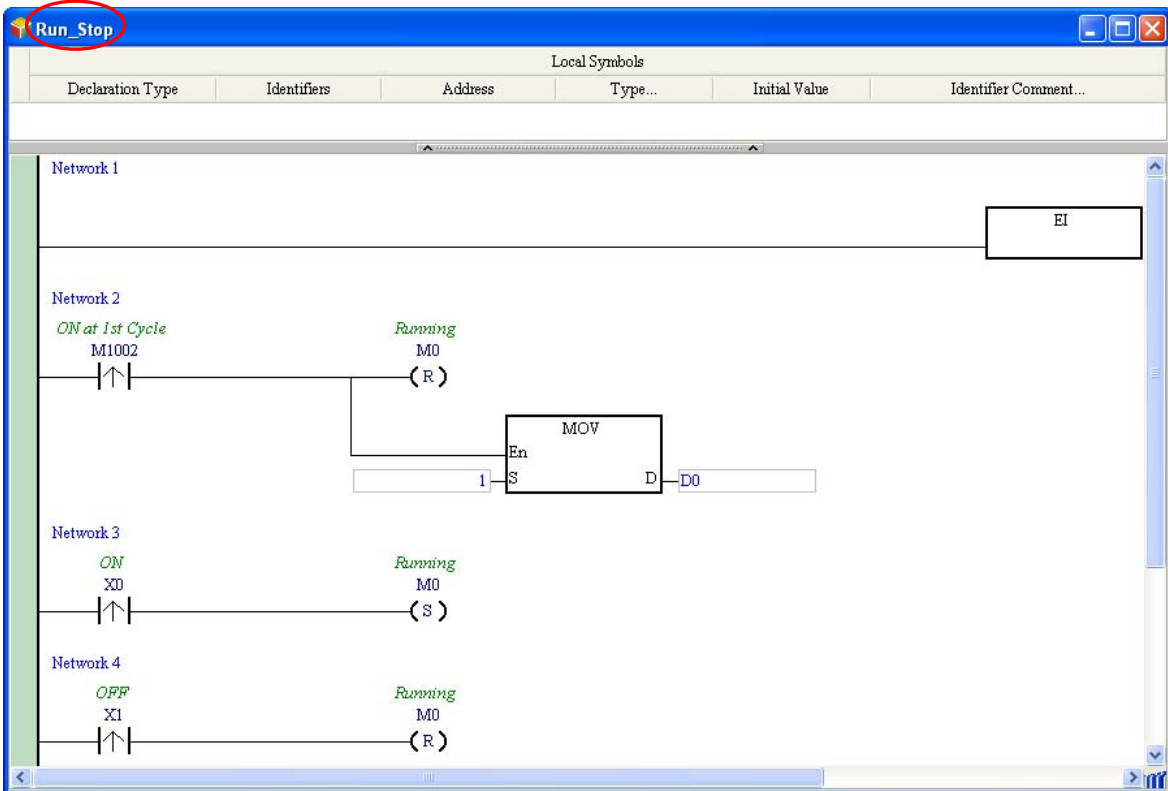 Run_Stop
Local Symbols
Declaration Type Identifiers Address Type... Initial Value Identifier Comment...
Network 1
EI
Network 2
ON at 1st Cycle Running
M1002 M0
R
MOV
En
1 S D D0
Network 3
ON Running
X0 M0
S
Network 4
OFF Running
X1 M0
R